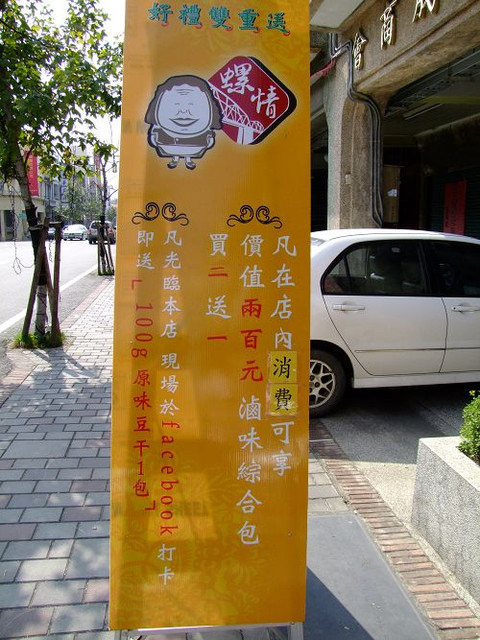 好禮雙重送
螺情
凡在店內消費可享
價值兩百元滷味綜合包
買二送一
凡光臨本店現場於facebook打卡
即送「100g原味豆干1包」
會商